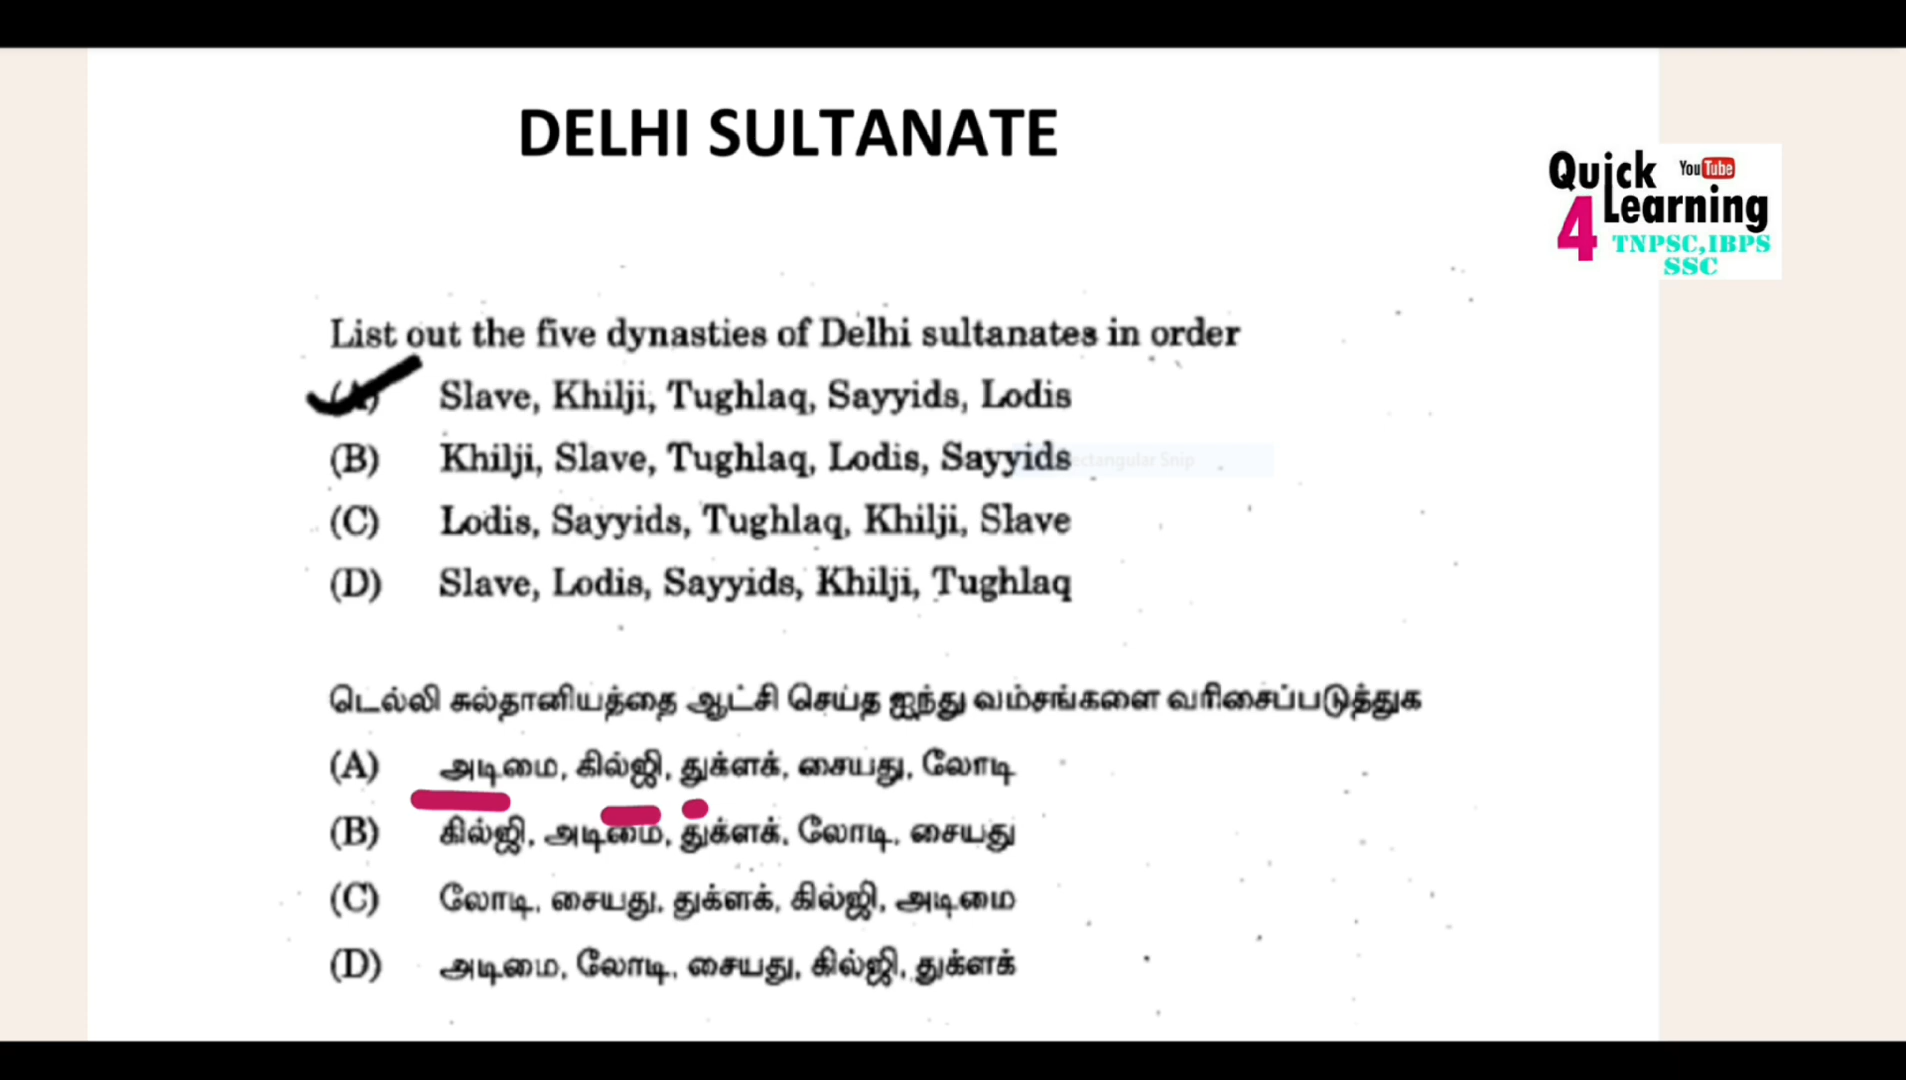 DELHI SULTANATE
Quick YouTube
4 Learning
TNPSC,IBPS
SSC
List out the five dynasties of Delhi sultanates in order
(A) Slave, Khilji, Tughlaq, Sayyids, Lodis
(B) Khilji, Slave, Tughlaq, Lodis, Sayyids
Rectangular Snip
(C) Lodis, Sayyids, Tughlaq, Khilji, Slave
(D) Slave, Lodis, Sayyids, Khilji, Tughlaq
டெல்லி சுல்தானியத்தை ஆட்சி செய்த ஐந்து வம்சங்களை வரிசைப்படுத்துக
(A) அடிமை, கில்ஜி, துக்ளக், சையது, லோடி
(B) கில்ஜி, அடிமை, துக்ளக், லோடி, சையது
(C) லோடி, சையது, துக்ளக், கில்ஜி, அடிமை
(D) அடிமை, லோடி, சையது, கில்ஜி, துக்ளக்